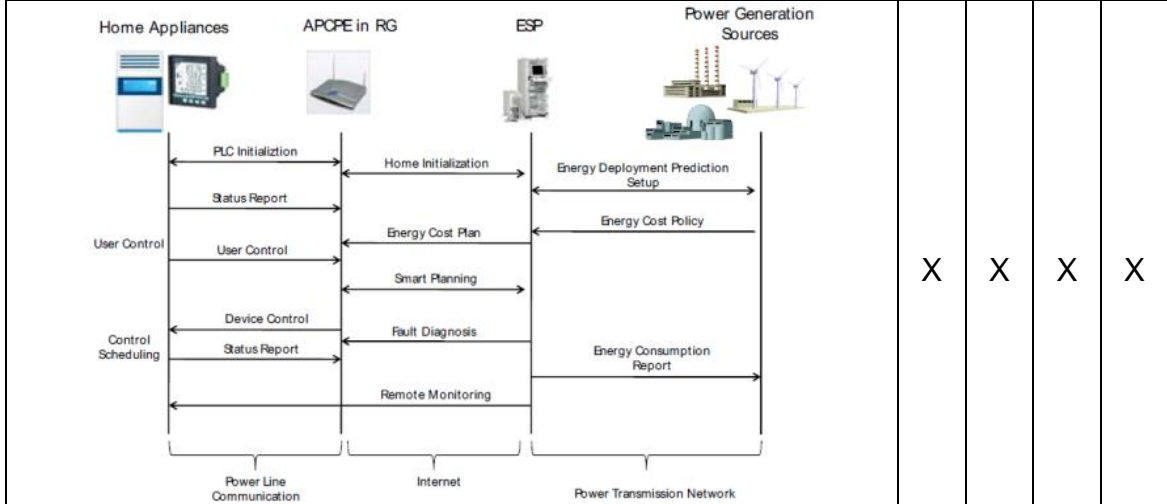 Home Appliances
APCPE in RG
ESP
Power Generation
Sources
PLC Initializtion
Home Initialization
Energy Deployment Prediction
Setup
Status Report
Energy Cost Policy
User Control
Energy Cost Plan
User Control
Smart Planning
Device Control
Fault Diagnosis
Control
Scheduling
Status Report
Energy Consumption
Report
Remote Monitoring
Power Line
Communication
Internet
Power Transmission Network
X X X X